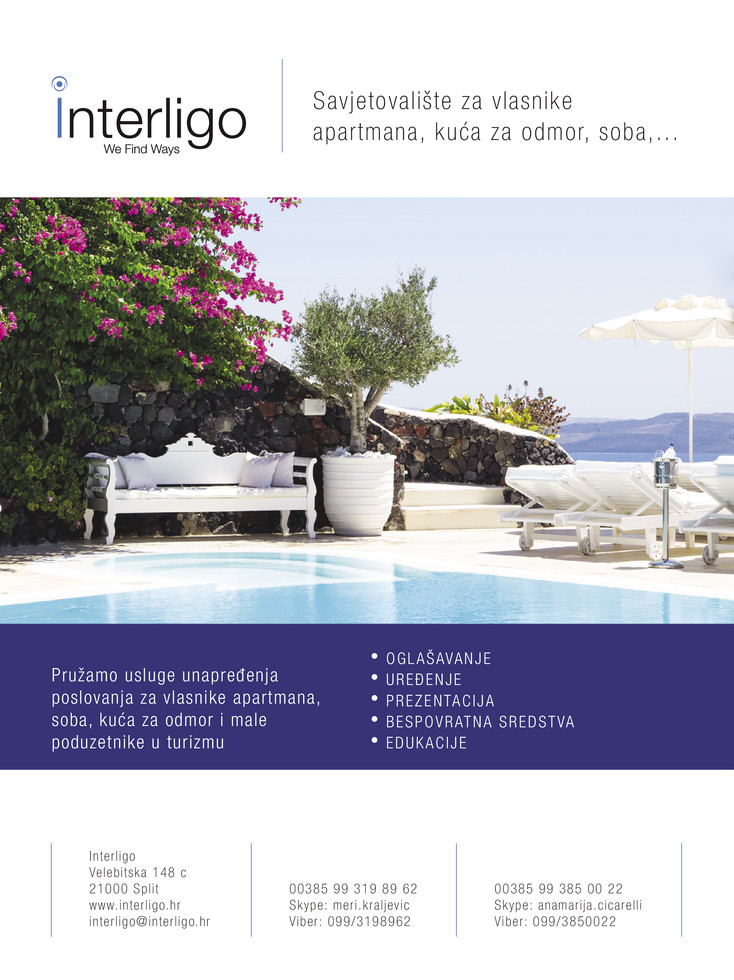 interligo
We Find Ways
Savjetovalište za vlasnike
apartmana, kuća za odmor, soba,...
Pružamo usluge unapređenja
poslovanja za vlasnike apartmana,
soba, kuća za odmor i male
poduzetnike u turizmu
• OGLAŠAVANJE
• UREĐENJE
• PREZENTACIJA
• BESPOVRATNA SREDSTVA
• EDUKACIJE
Interligo
Velebitska 148 c
21000 Split
www.interligo.hr
interligo@interligo.hr
00385 99 319 89 62
Skype: meri.kraljevic
Viber: 099/3198962
00385 99 385 00 22
Skype: anamarija.cicarelli
Viber: 099/3850022